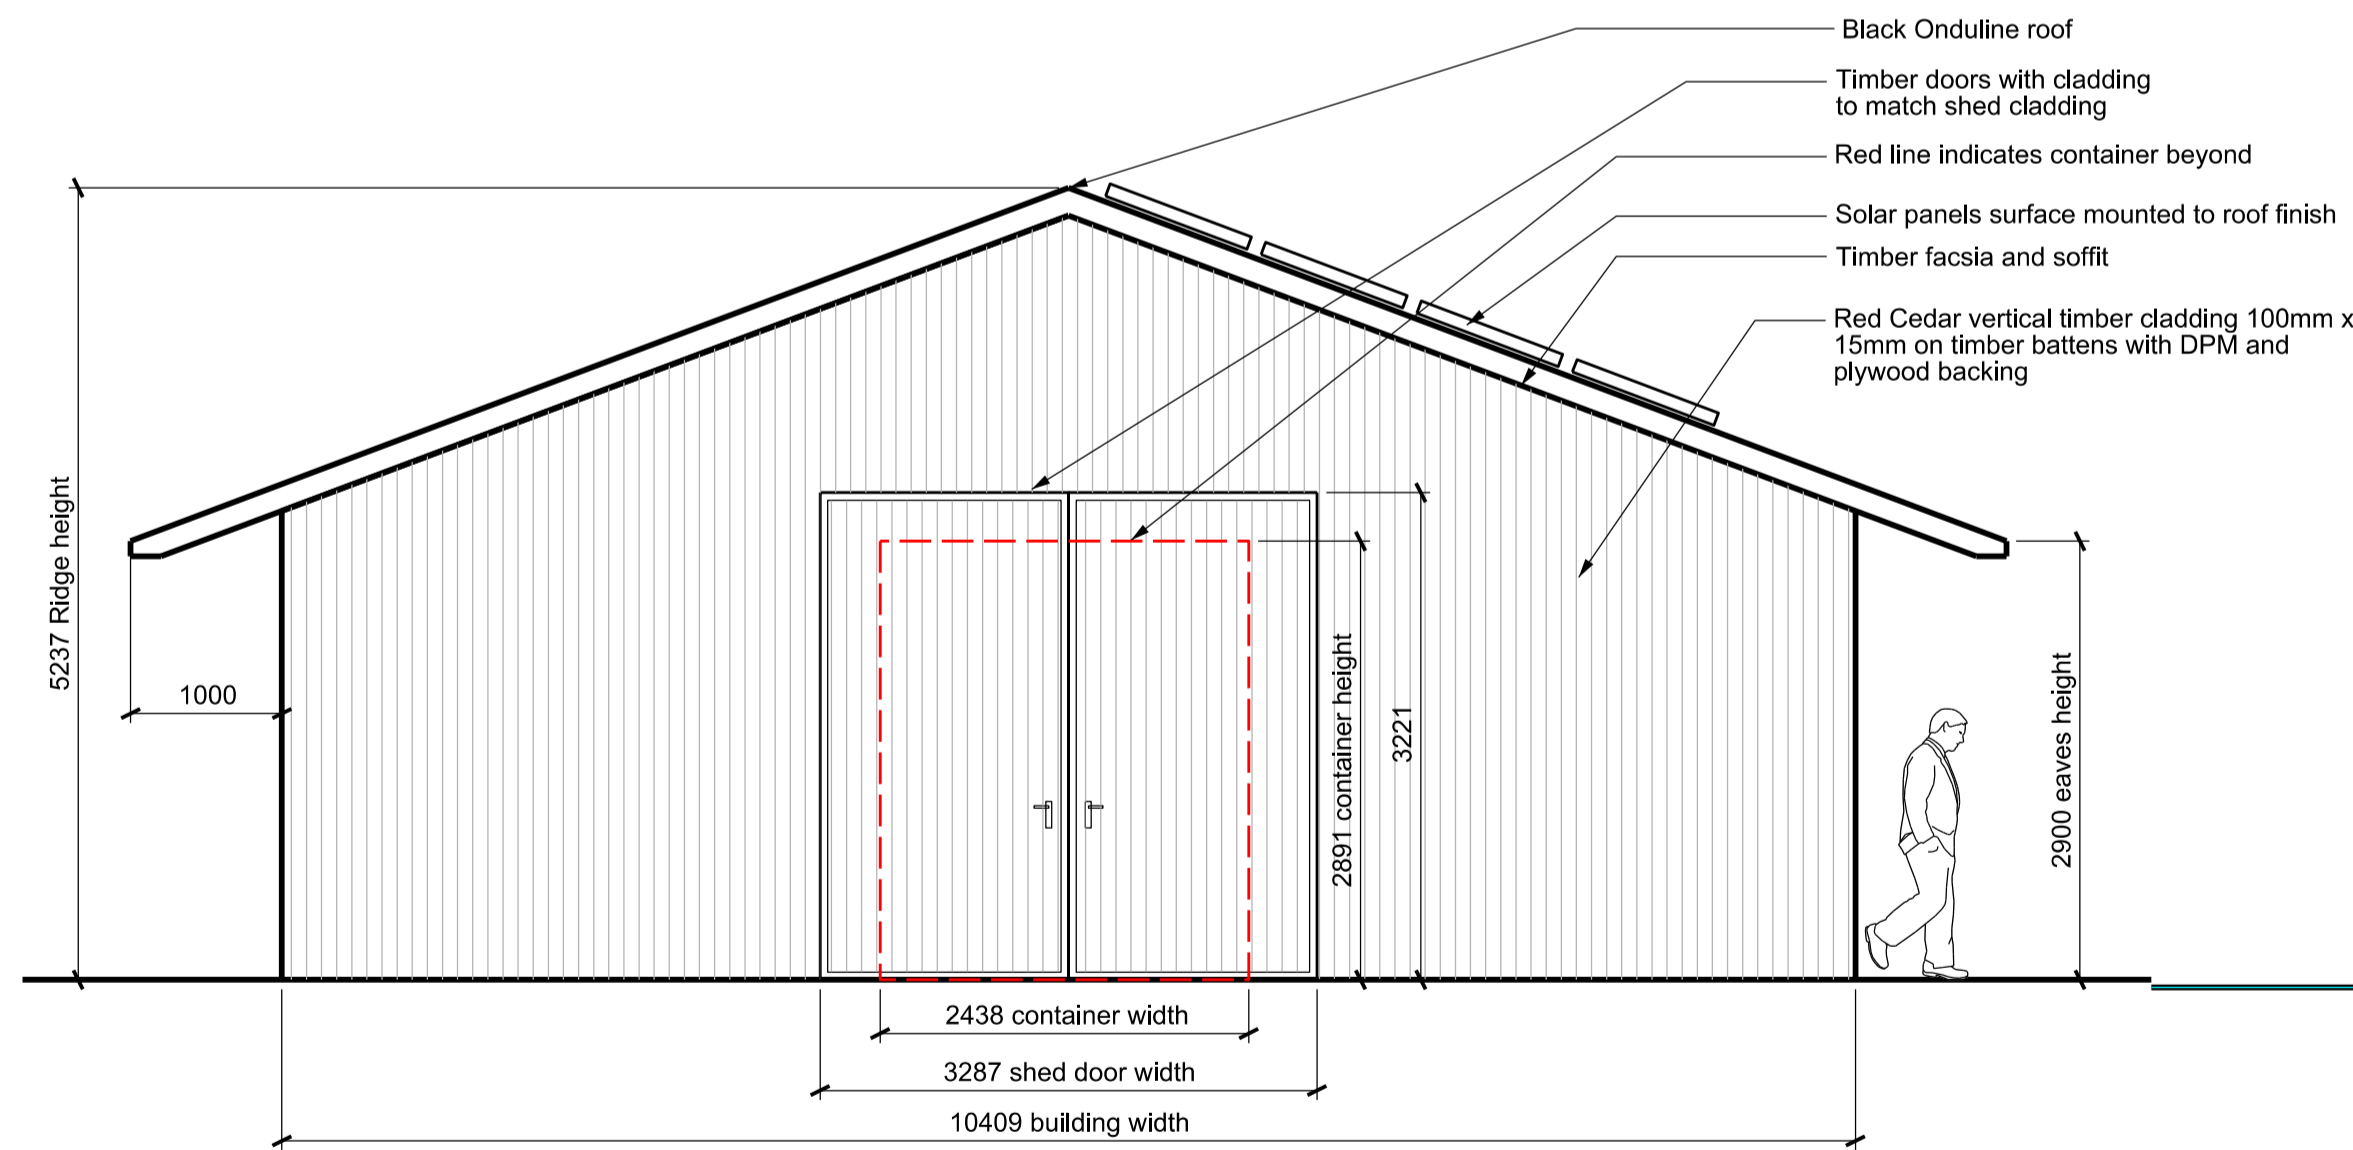 Black Onduline roof
Timber doors with cladding
to match shed cladding
Red line indicates container beyond
Solar panels surface mounted to roof finish
Timber facsia and soffit
Red Cedar vertical timber cladding 100mm x
15mm on timber battens with DPM and
plywood backing
5237 Ridge height
1000
2891 container height
3221
2900 eaves height
2438 container width
3287 shed door width
10409 building width